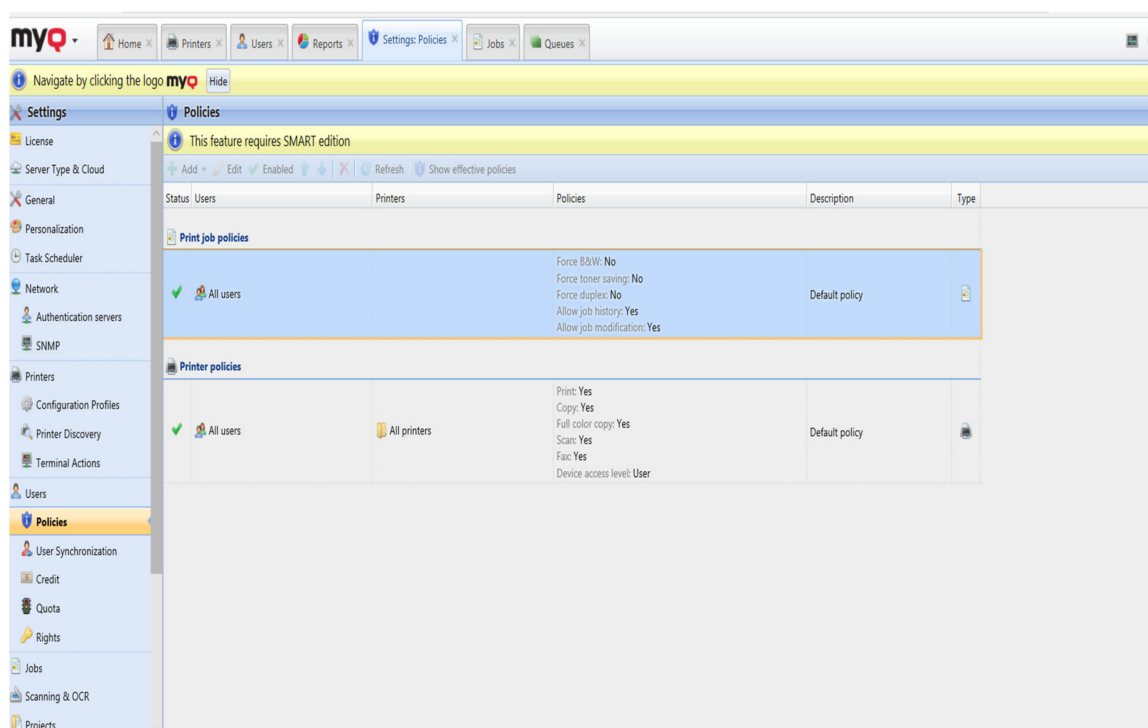 myQ
Home
Printers
Users
Reports
Settings: Policies
Jobs
Queues
Navigate by clicking the logo myQ Hide
Settings
License
Server Type & Cloud
General
Personalization
Task Scheduler
Network
Authentication servers
SNMP
Printers
Configuration Profiles
Printer Discovery
Terminal Actions
Users
Policies
User Synchronization
Credit
Quota
Rights
Jobs
Scanning & OCR
Projects
Policies
This feature requires SMART edition
Add Edit Enabled Refresh Show effective policies
Status Users Printers Policies Description Type
Print job policies
All users
Force B&W: No
Force toner saving: No
Force duplex: No
Allow job history: Yes
Allow job modification: Yes
Default policy
Printer policies
All users
All printers
Print: Yes
Copy: Yes
Full color copy: Yes
Scan: Yes
Fax: Yes
Device access level: User
Default policy